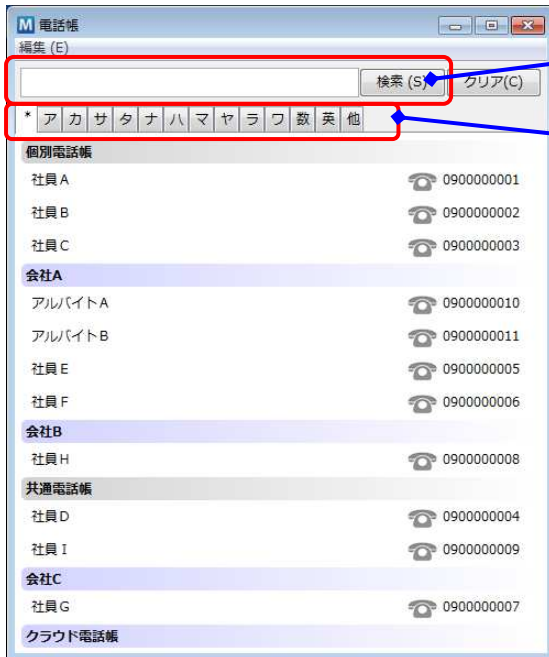 M 電話帳
編集 (E)
検索 (S) クリア(C)
* ア カ サ タ ナ ハ マ ヤ ラ ワ 数 英 他
個別電話帳
社員A 0900000001
社員B 0900000002
社員C 0900000003
会社A
アルバイトA 0900000010
アルバイトB 0900000011
社員E 0900000005
社員F 0900000006
会社B
社員H 0900000008
共通電話帳
社員D 0900000004
社員I 0900000009
会社C
社員G 0900000007
クラウド電話帳